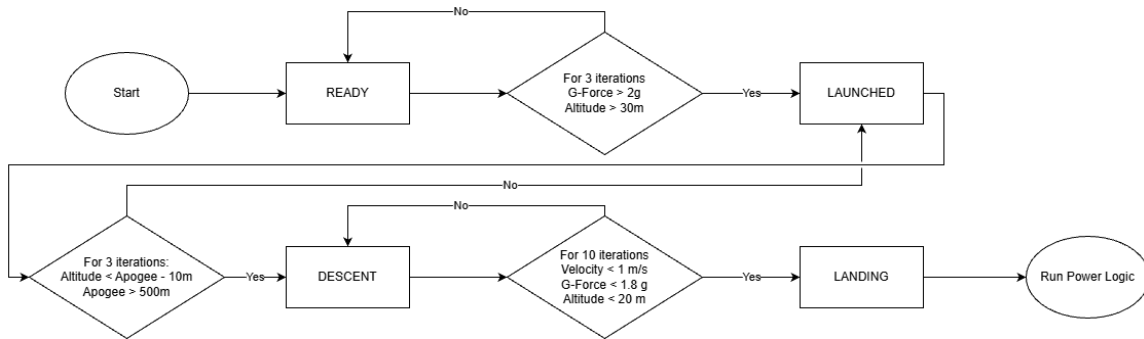 No
Start
READY
For 3 iterations
G-Force > 2g
Altitude > 30m
Yes
LAUNCHED
No
For 3 iterations:
Altitude < Apogee - 10m
Apogee > 500m
Yes
No
DESCENT
For 10 iterations
Velocity < 1 m/s
G-Force < 1.8 g
Altitude < 20 m
Yes
LANDING
Run Power Logic